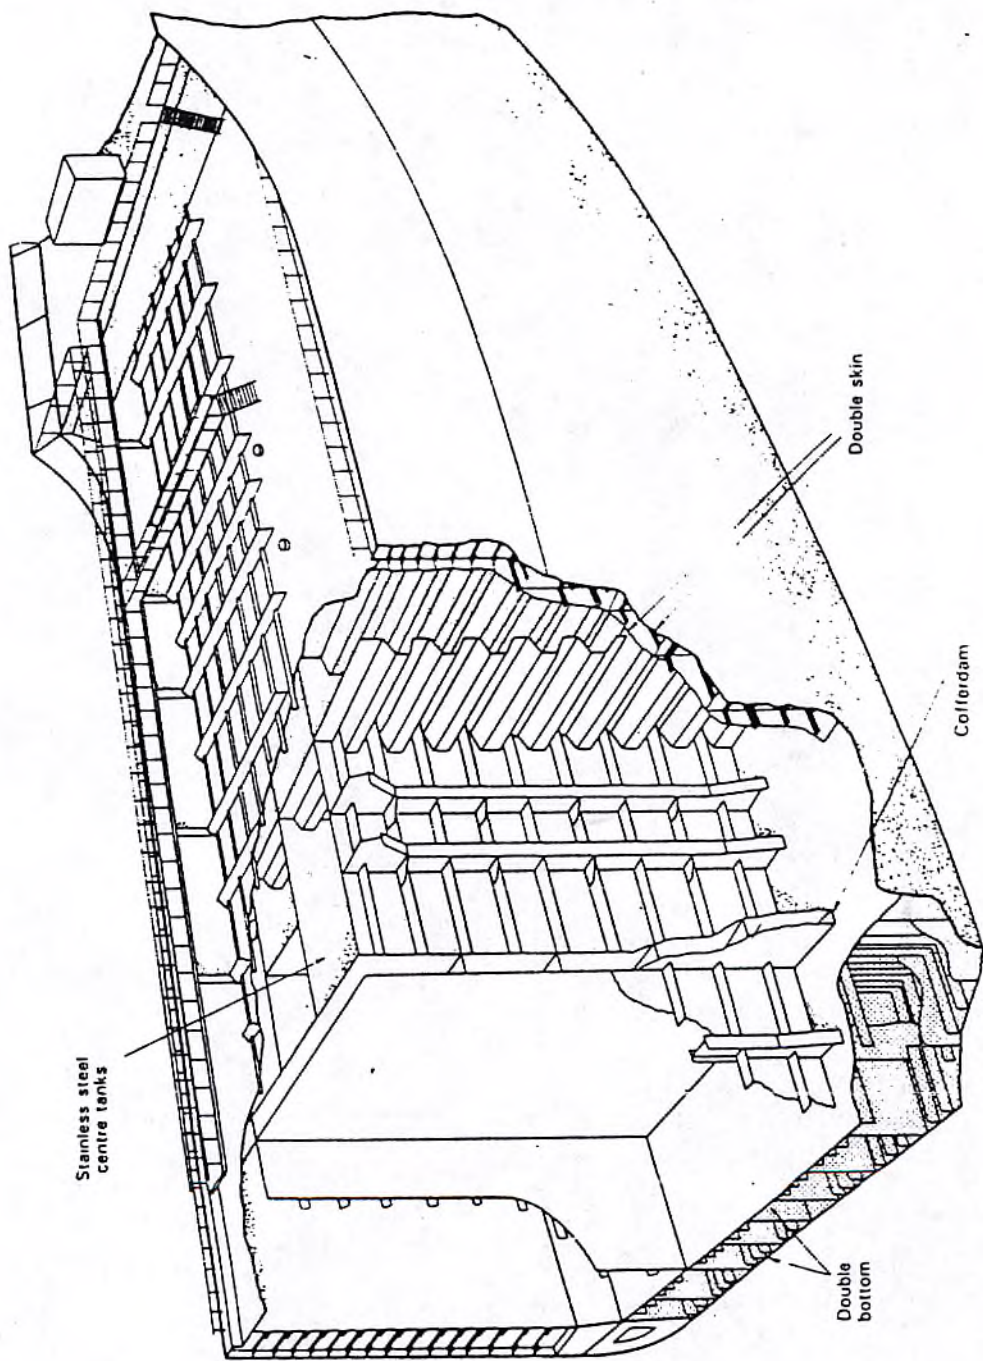 Stainless steel
centre tanks
Double skin
Cofferdam
Double
bottom